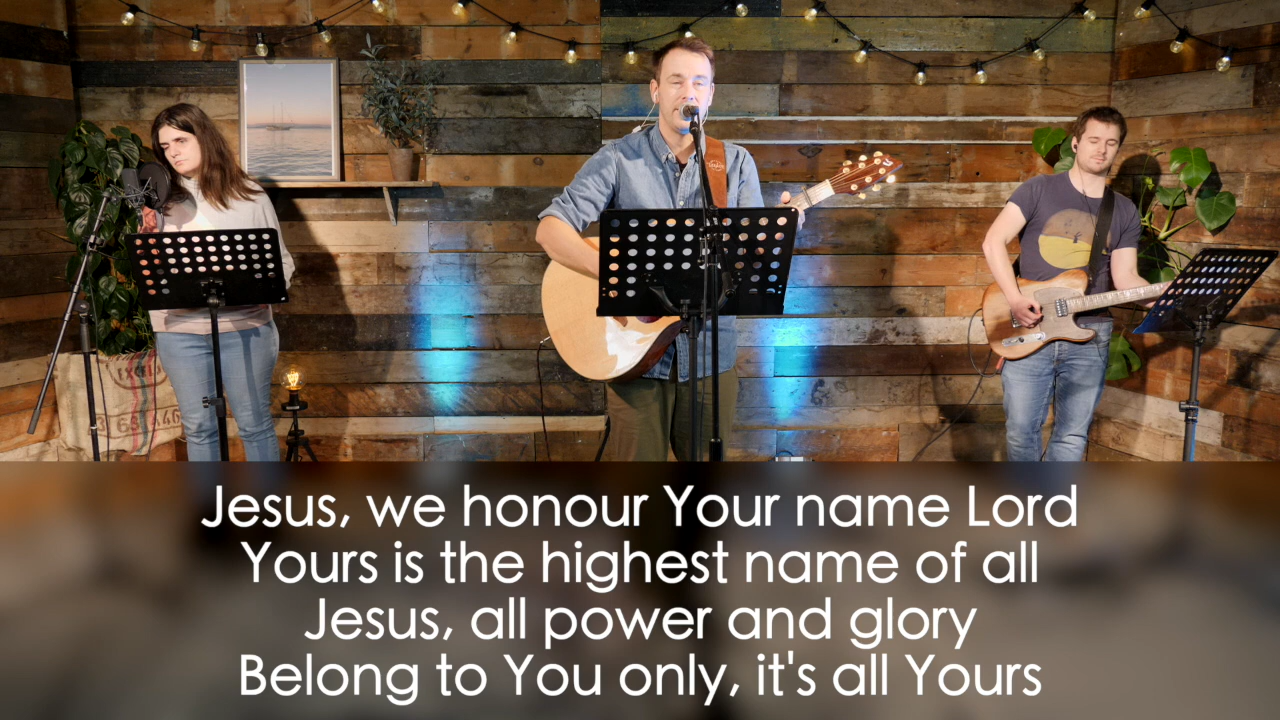 Jesus, we honour Your name Lord
Yours is the highest name of all
Jesus, all power and glory
Belong to You only, it's all Yours